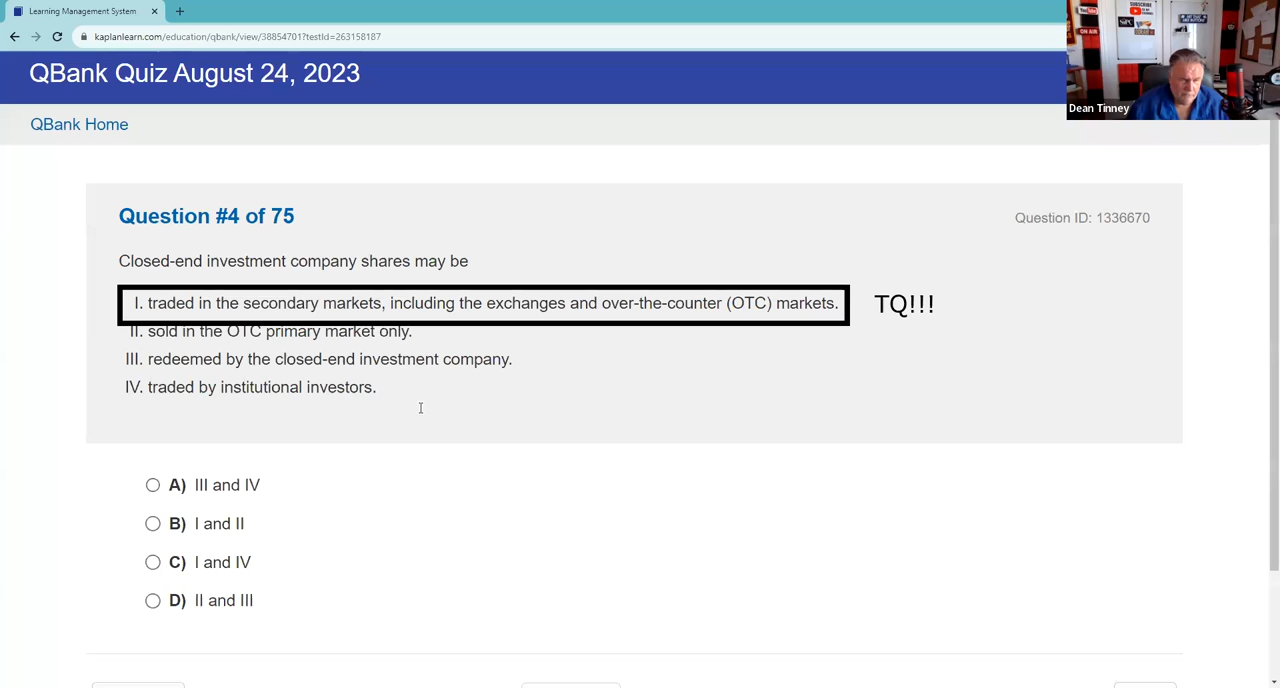 Learning Management System
kaplanlearn.com/education/qbank/view/38854701?testId=263158187
QBank Quiz August 24, 2023
QBank Home
Dean Tinney
ON AIR
SUBSCRIBE
SIPC
Question #4 of 75
Question ID: 1336670
Closed-end investment company shares may be
I. traded in the secondary markets, including the exchanges and over-the-counter (OTC) markets.
TQ!!!
II. sold in the OTC primary market only.
III. redeemed by the closed-end investment company.
IV. traded by institutional investors.
A) III and IV
B) I and II
C) I and IV
D) II and III